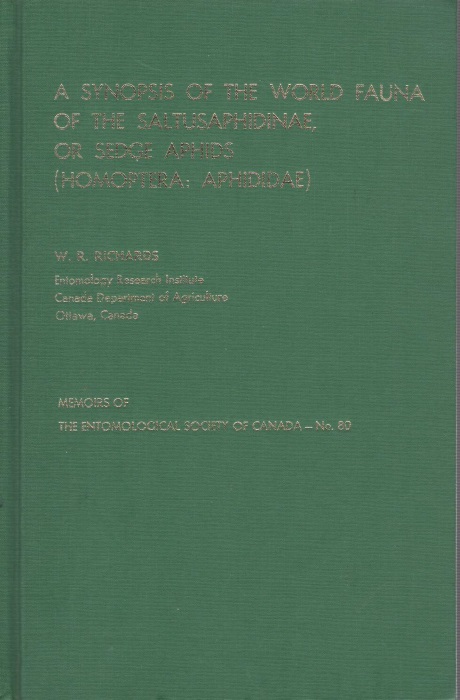 A SYNOPSIS OF THE WORLD FAUNA
OF THE SALTUSAPHIDINAE,
OR SEDGE APHIDS
(HOMOPTERA: APHIDIDAE)
W. R. RICHARDS
Entomology Research Institute
Canada Department of Agriculture
Ottawa, Canada
MEMOIRS OF
THE ENTOMOLOGICAL SOCIETY OF CANADA – No. 80